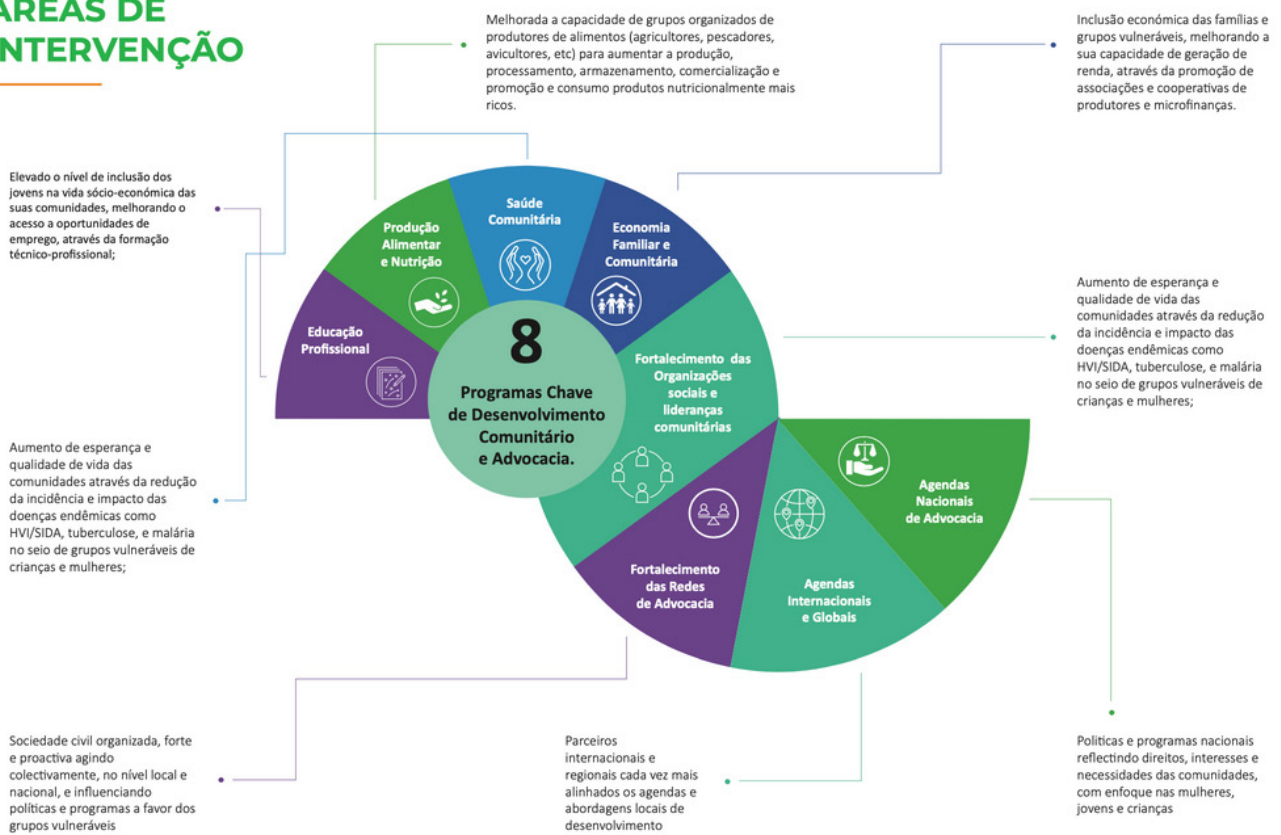 ÁREAS DE
INTERVENÇÃO
Melhorada a capacidade de grupos organizados de
produtores de alimentos (agricultores, pescadores,
avicultores, etc) para aumentar a produção,
processamento, armazenamento, comercialização e
promoção e consumo produtos nutricionalmente mais
ricos.
Inclusão económica das famílias e
grupos vulneráveis, melhorando a
sua capacidade de geração de
renda, através da promoção de
associações e cooperativas de
produtores e microfinanças.
Elevado o nível de inclusão dos
jovens na vida sócio-económica das
suas comunidades, melhorando o
acesso a oportunidades de
emprego, através da formação
técnico-profissional;
Educação
Profissional
Produção
Alimentar
e Nutrição
Saúde
Comunitária
Economia
Familiar e
Comunitária
8
Programas Chave
de Desenvolvimento
Comunitário
e Advocacia.
Fortalecimento das
Organizações
sociais e
lideranças
comunitárias
Aumento de esperança e
qualidade de vida das
comunidades através da redução
da incidência e impacto das
doenças endêmicas como
HVI/SIDA, tuberculose, e malária
no seio de grupos vulneráveis de
crianças e mulheres;
Aumento de esperança e
qualidade de vida das
comunidades através da redução
da incidência e impacto das
doenças endêmicas como
HVI/SIDA, tuberculose, e malária
no seio de grupos vulneráveis de
crianças e mulheres;
Fortalecimento
das Redes
de Advocacia
Agendas
Internacionais
e Globais
Agendas
Nacionais
de Advocacia
Sociedade civil organizada, forte
e proactiva agindo
colectivamente, no nível local e
nacional, e influenciando
políticas e programas a favor dos
grupos vulneráveis
Parceiros
internacionais e
regionais cada vez mais
alinhados os agendas e
abordagens locais de
desenvolvimento
Politicas e programas nacionais
reflectindo direitos, interesses e
necessidades das comunidades,
com enfoque nas mulheres,
jovens e crianças